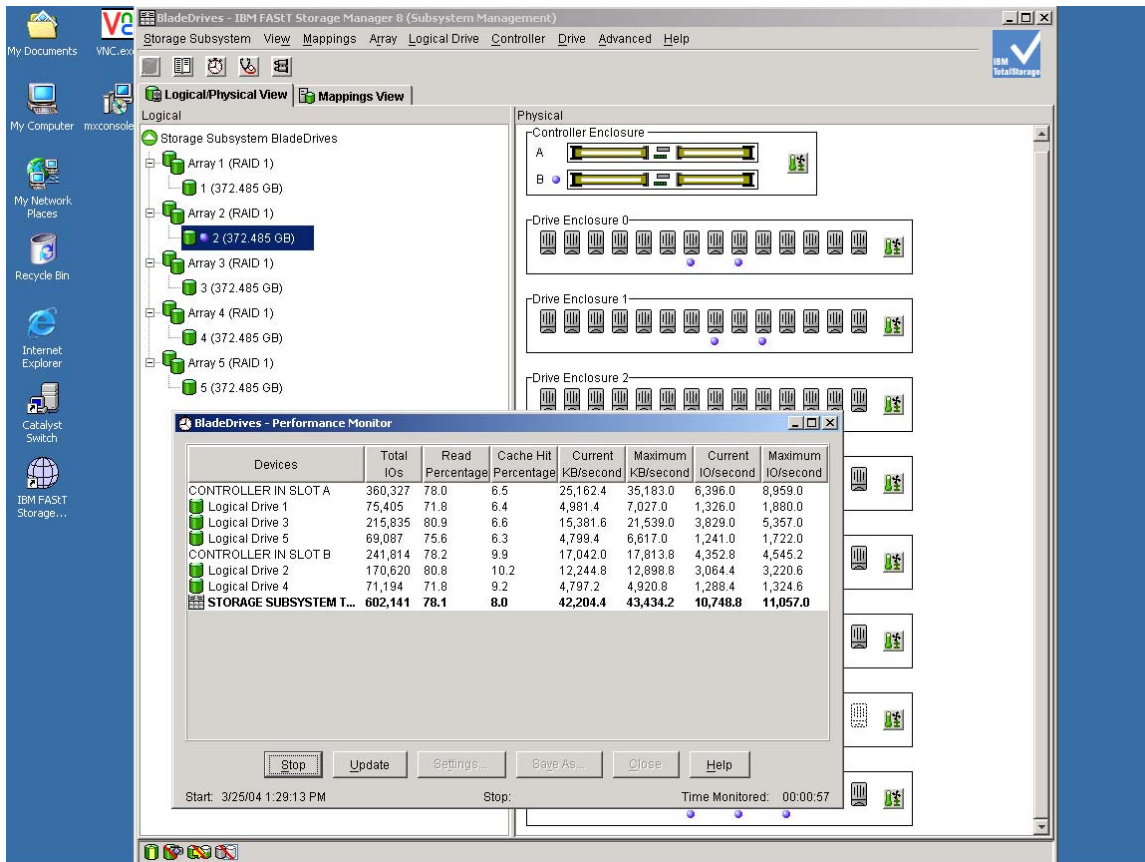 My Documents
VNC.ex
My Computer
mxconsole
My Network
Places
Recycle Bin
Internet
Explorer
Catalyst
Switch
IBM FAStT
Storage...
BladeDrives - IBM FAStT Storage Manager 8 (Subsystem Management)
Storage Subsystem View Mappings Array Logical Drive Controller Drive Advanced Help
IBM
TotalStorage
Logical/Physical View Mappings View
Logical
Storage Subsystem BladeDrives
Array 1 (RAID 1)
1 (372.485 GB)
Array 2 (RAID 1)
2 (372.485 GB)
Array 3 (RAID 1)
3 (372.485 GB)
Array 4 (RAID 1)
4 (372.485 GB)
Array 5 (RAID 1)
5 (372.485 GB)
Physical
Controller Enclosure
A
B
Drive Enclosure 0
Drive Enclosure 1
Drive Enclosure 2
BladeDrives - Performance Monitor
Devices Total IOs Read Percentage Cache Hit Percentage Current KB/second Maximum KB/second Current IO/second Maximum IO/second
CONTROLLER IN SLOT A 360,327 78.0 6.5 25,162.4 35,183.0 6,396.0 8,959.0
Logical Drive 1 75,405 71.8 6.4 4,981.4 7,027.0 1,326.0 1,880.0
Logical Drive 3 215,835 80.9 6.6 15,381.6 21,539.0 3,829.0 5,357.0
Logical Drive 5 69,087 75.6 6.3 4,799.4 6,617.0 1,241.0 1,722.0
CONTROLLER IN SLOT B 241,814 78.2 9.9 17,042.0 17,813.8 4,352.8 4,545.2
Logical Drive 2 170,620 80.8 10.2 12,244.8 12,898.8 3,064.4 3,220.6
Logical Drive 4 71,194 71.8 9.2 4,797.2 4,920.8 1,288.4 1,324.6
STORAGE SUBSYSTEM T... 602,141 78.1 8.0 42,204.4 43,434.2 10,748.8 11,057.0
Stop Update Settings... Save As... Close Help
Start: 3/25/04 1:29:13 PM Stop: Time Monitored: 00:00:57